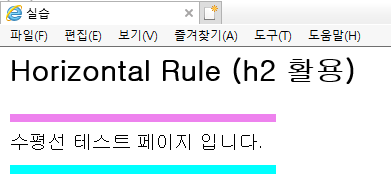 실습
파일(F) 편집(E) 보기(V) 즐겨찾기(A) 도구(T) 도움말(H)
Horizontal Rule (h2 활용)
수평선 테스트 페이지 입니다.